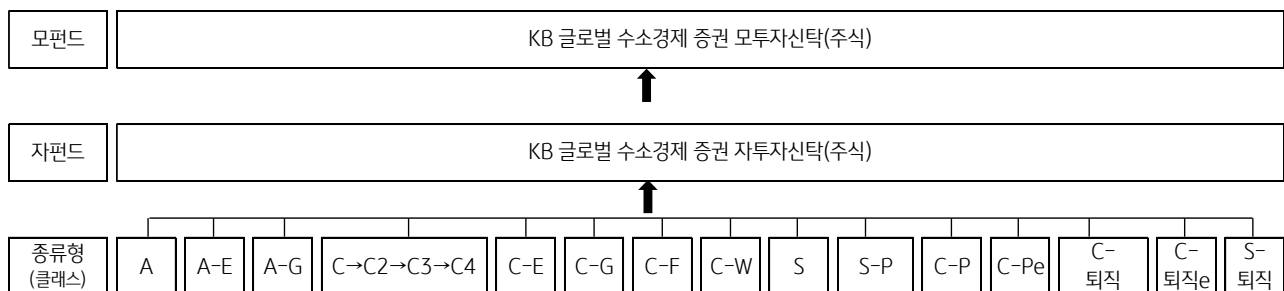 모펀드
KB 글로벌 수소경제 증권 모투자신탁(주식)
자펀드
KB 글로벌 수소경제 증권 자투자신탁(주식)
종류형
(클래스)
A
A-E
A-G
C→C2→C3→C4
C-E
C-G
C-F
C-W
S
S-P
C-P
C-Pe
C-
퇴직
C-
퇴직e
S-
퇴직